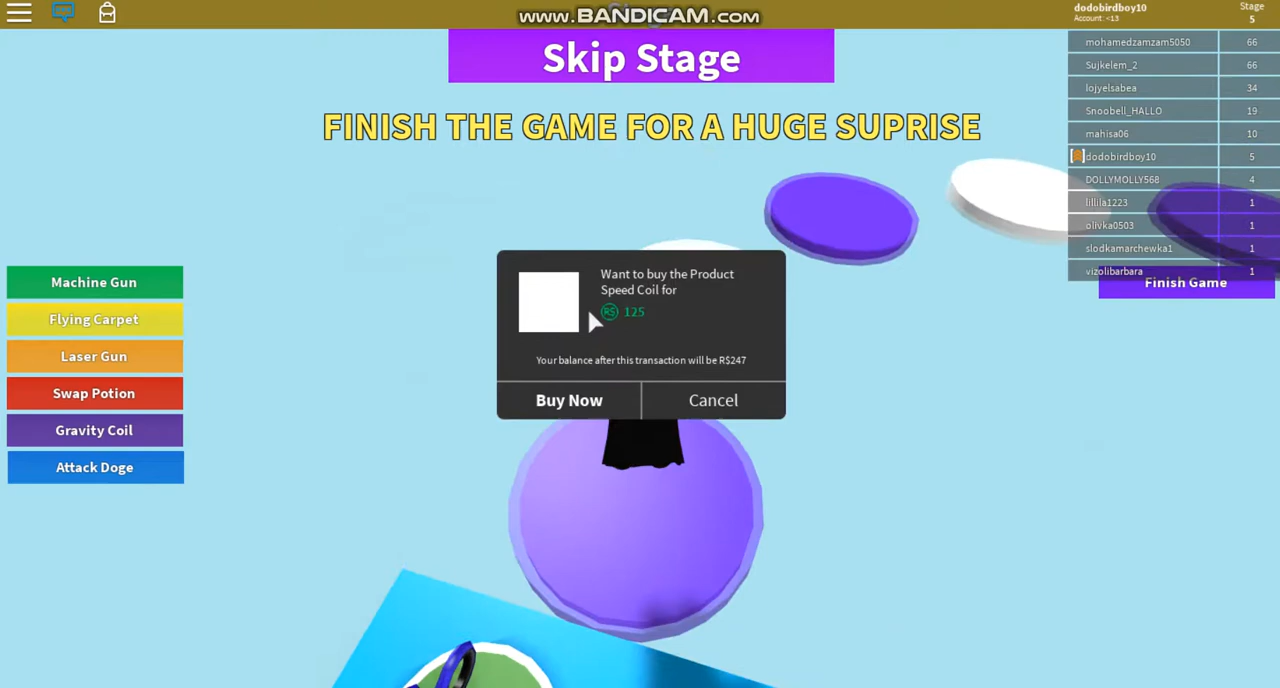 www.BANDICAM.com
dodobirdboy10
Account: <13
Stage
5
Skip Stage
FINISH THE GAME FOR A HUGE SUPRISE
mohamedzamzam5050 66
Sujkelem_2 66
lojyelsabea 34
Snoobell_HALLO 19
mahisa06 10
dodobirdboy10 5
DOLLYMOLLY568 4
lillila1223 1
olivka0503 1
slodkamarchewka1 1
vizolibarbara 1
Finish Game
Machine Gun
Flying Carpet
Laser Gun
Swap Potion
Gravity Coil
Attack Doge
Want to buy the Product
Speed Coil for
R$ 125
Your balance after this transaction will be R$247
Buy Now
Cancel